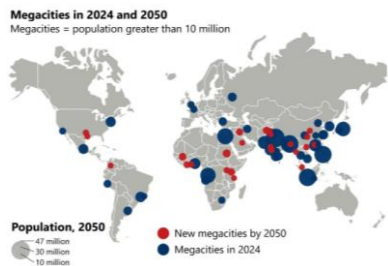 Megacities in 2024 and 2050
Megacities = population greater than 10 million
Population, 2050
47 million
30 million
10 million
New megacities by 2050
Megacities in 2024